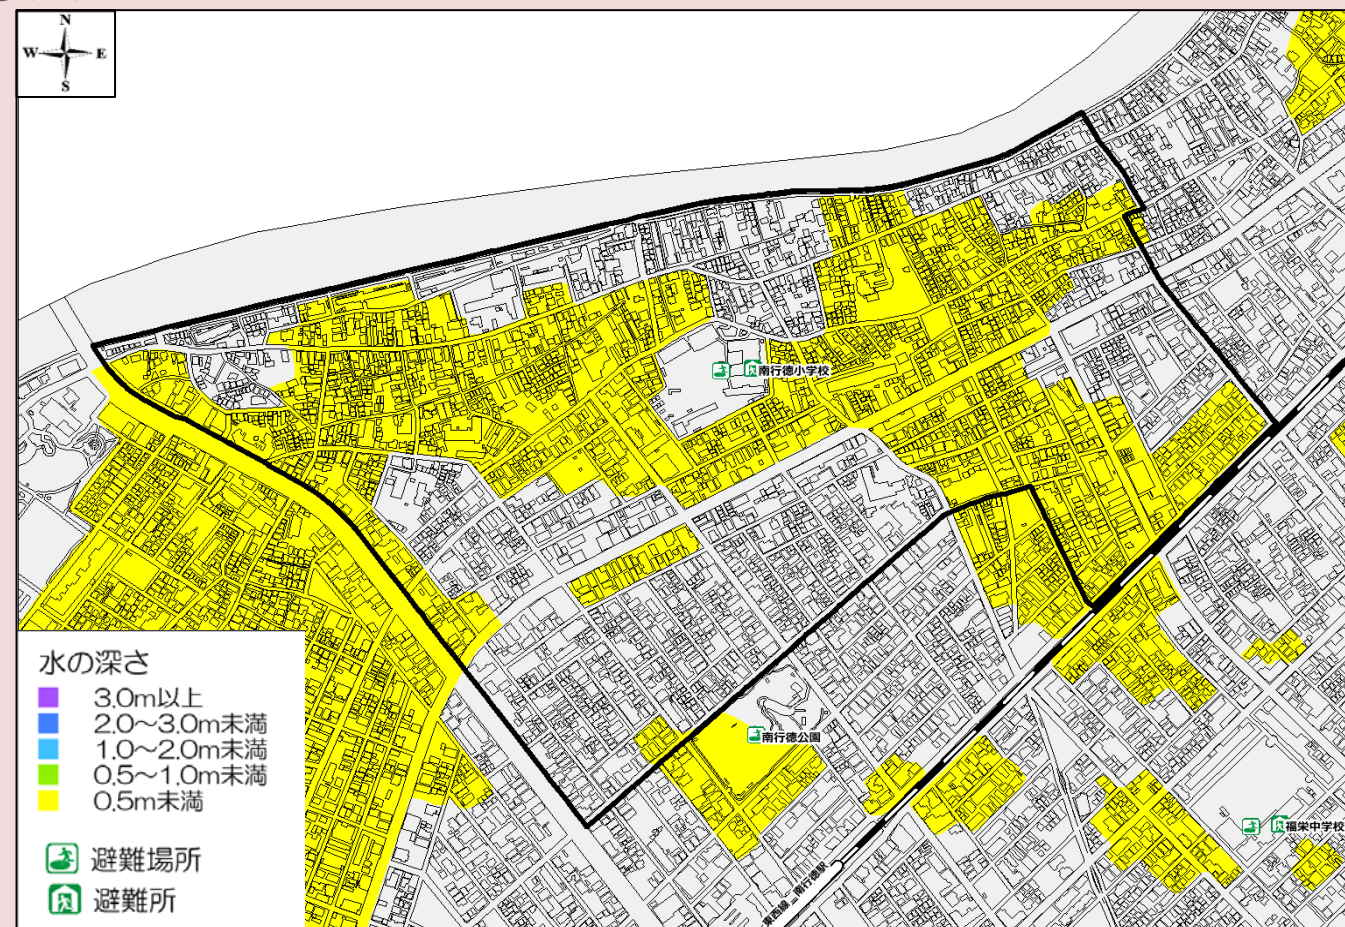 N
W E
S
南行徳小学校
南行徳公園
福栄中学校
東西線 南行徳駅
水の深さ
3.0m以上
2.0～3.0m未満
1.0～2.0m未満
0.5～1.0m未満
0.5m未満
避難場所
避難所